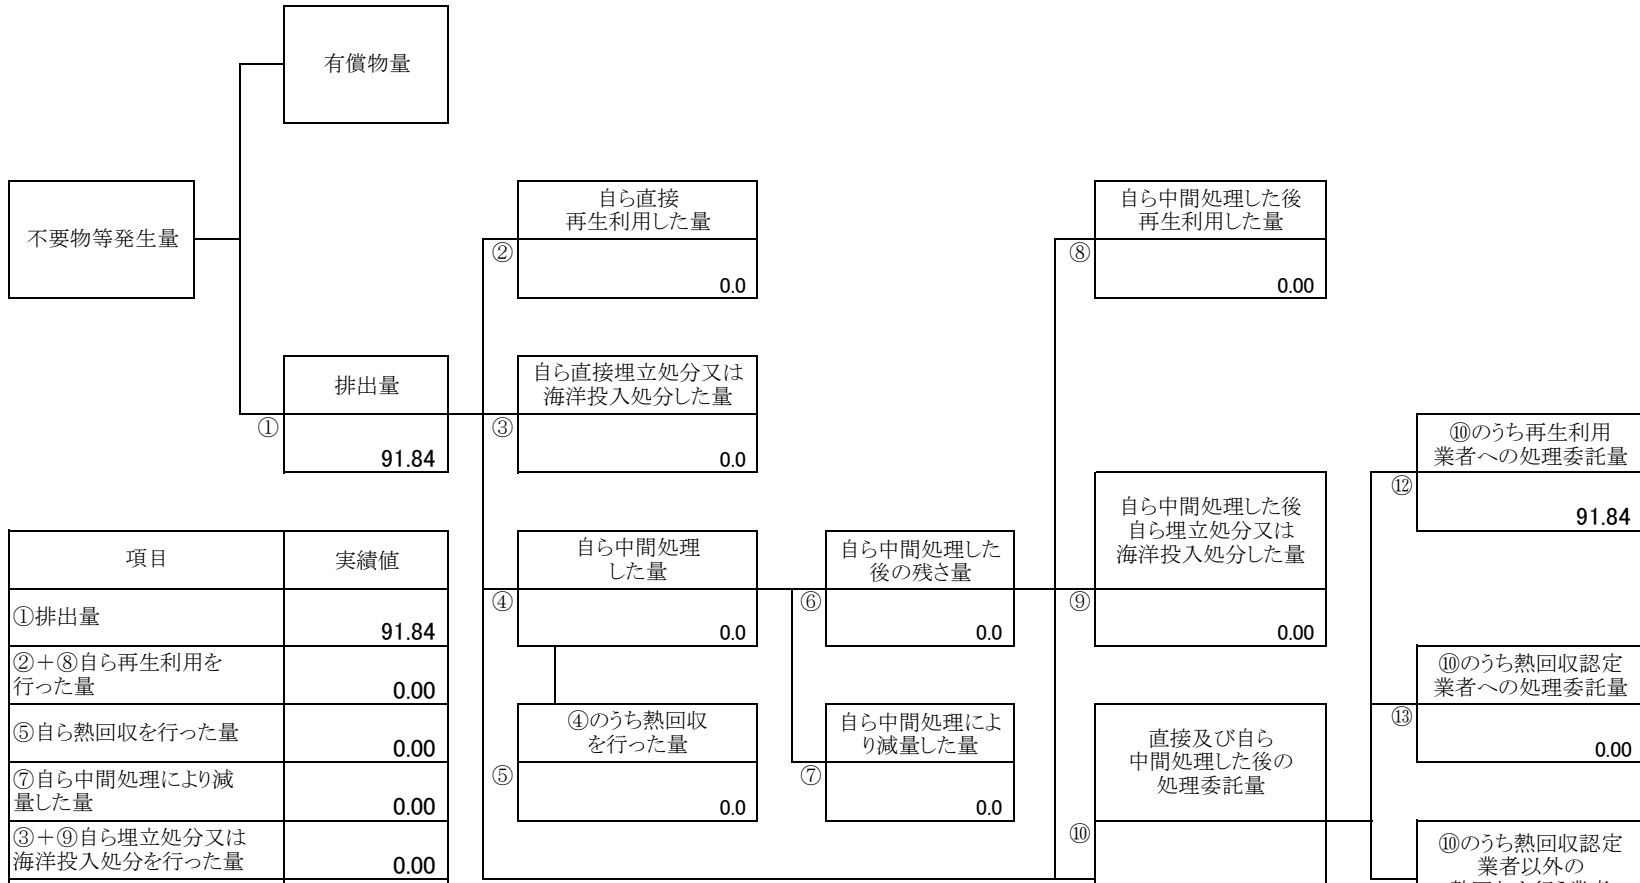 有償物量
不要物等発生量
自ら直接
再生利用した量
②
0.0
自ら中間処理した後
再生利用した量
⑧
0.00
排出量
①
91.84
自ら直接埋立処分又は
海洋投入処分した量
③
0.0
⑩のうち再生利用
業者への処理委託量
⑫
91.84
自ら中間処理した後
自ら埋立処分又は
海洋投入処分した量
⑨
0.00
自ら中間処理
した量
④
0.0
自ら中間処理した
後の残さ量
⑥
0.0
⑩のうち熱回収認定
業者への処理委託量
⑬
0.00
④のうち熱回収
を行った量
⑤
0.0
自ら中間処理によ
り減量した量
⑦
0.0
直接及び自ら
中間処理した後の
処理委託量
⑩
⑩のうち熱回収認定
業者以外の
項目 実績値
①排出量 91.84
②+⑧自ら再生利用を
行った量 0.00
⑤自ら熱回収を行った量 0.00
⑦自ら中間処理により減
量した量 0.00
③+⑨自ら埋立処分又は
海洋投入処分を行った量 0.00